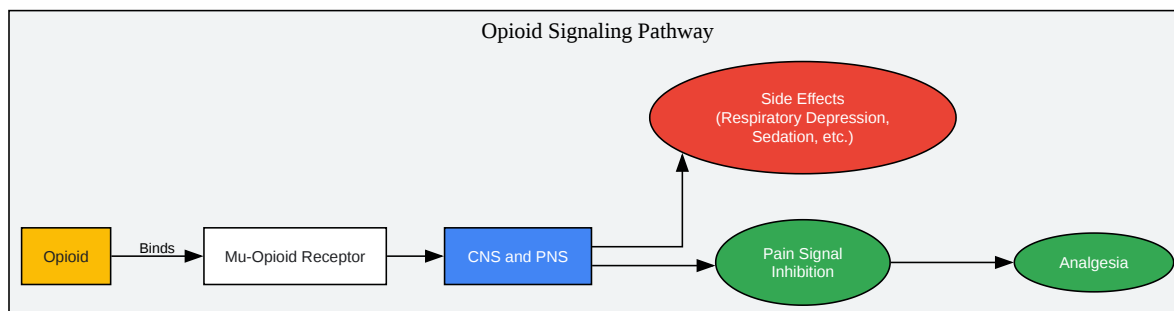 Opioid Signaling Pathway
Side Effects
(Respiratory Depression,
Sedation, etc.)
Opioid
Binds
Mu-Opioid Receptor
CNS and PNS
Pain Signal
Inhibition
Analgesia